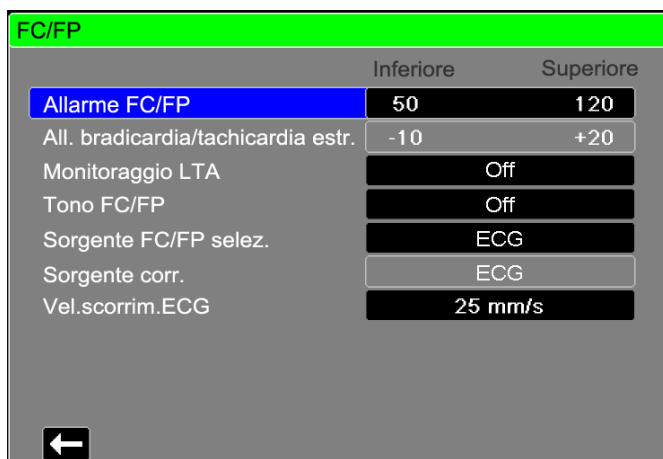 FC/FP
Inferiore Superiore
Allarme FC/FP 50 120
All. bradicardia/tachicardia estr. -10 +20
Monitoraggio LTA Off
Tono FC/FP Off
Sorgente FC/FP selez. ECG
Sorgente corr. ECG
Vel.scorrim.ECG 25 mm/s